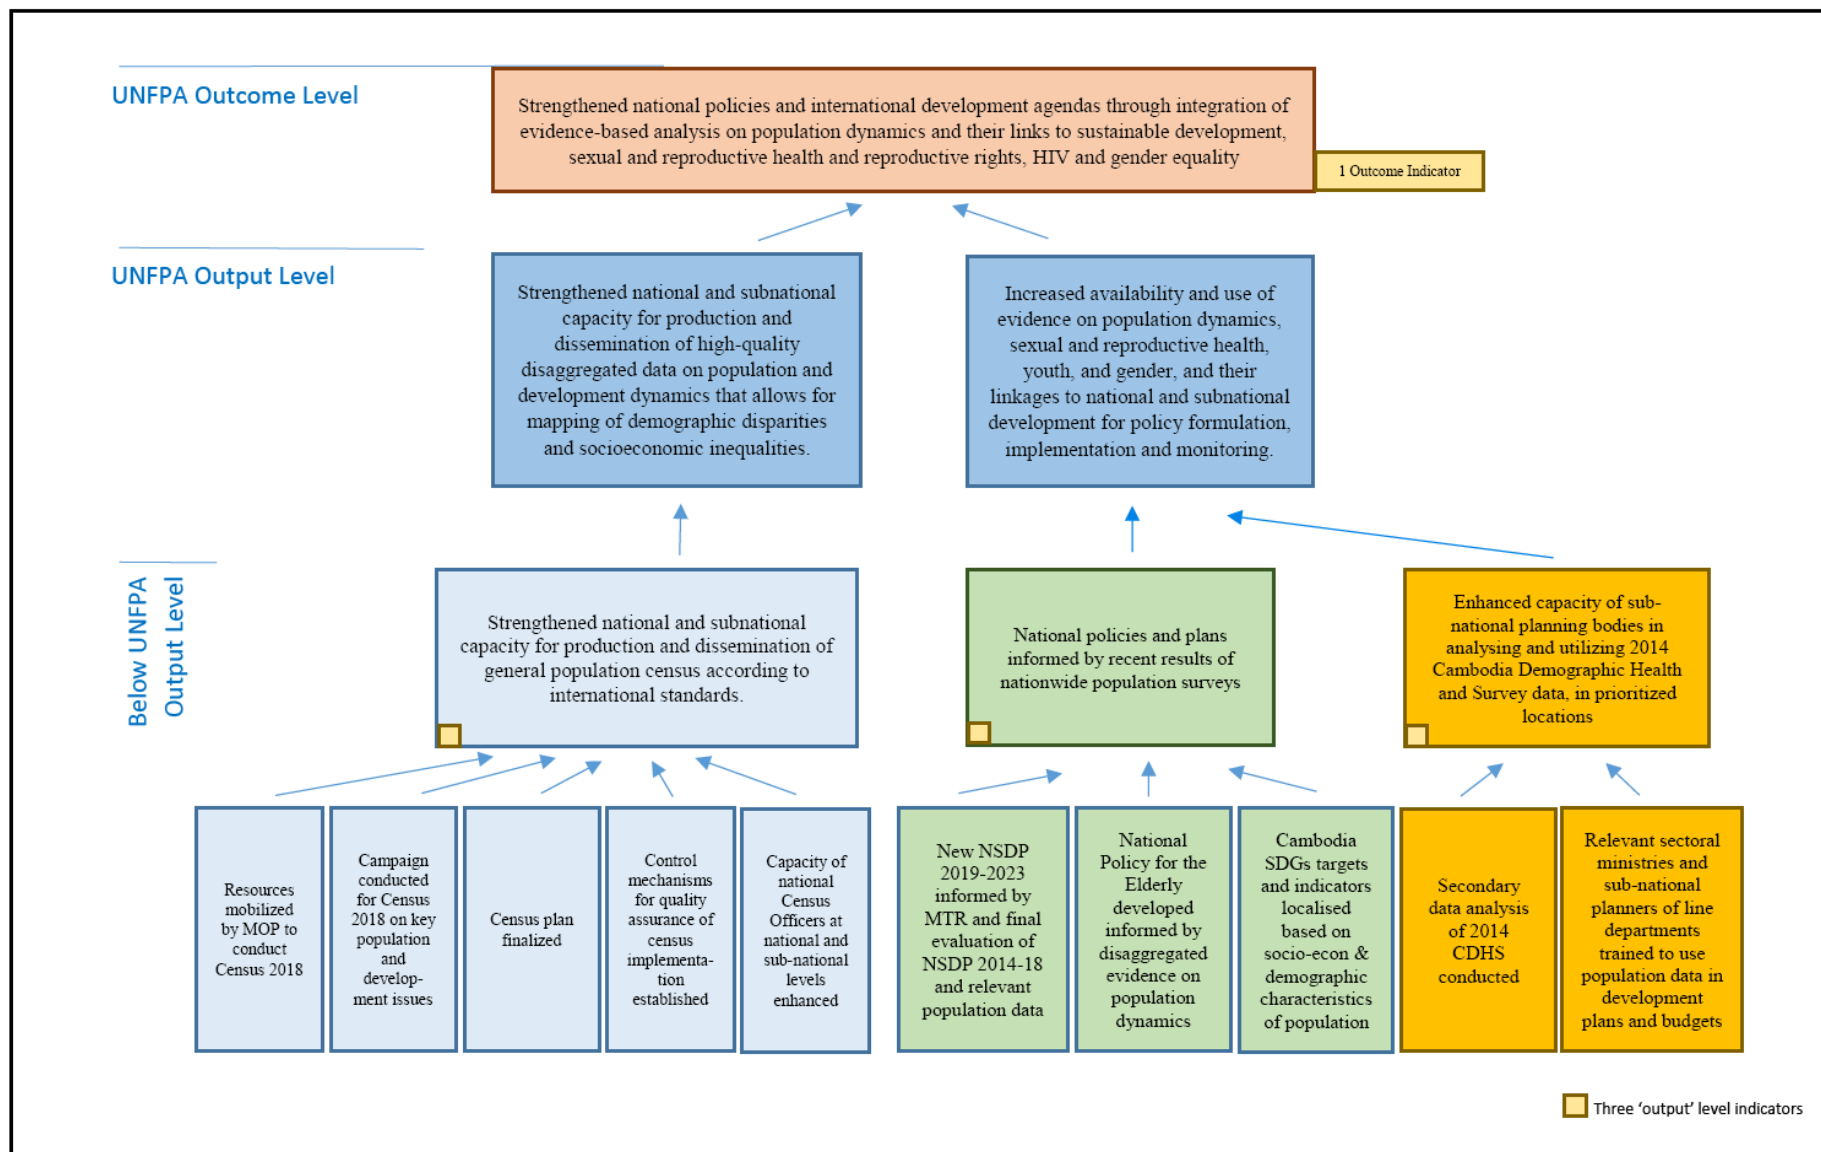 UNFPA Outcome Level
Strengthened national policies and international development agendas through integration of
evidence-based analysis on population dynamics and their links to sustainable development,
sexual and reproductive health and reproductive rights, HIV and gender equality
1 Outcome Indicator
UNFPA Output Level
Strengthened national and subnational
capacity for production and
dissemination of high-quality
disaggregated data on population and
development dynamics that allows for
mapping of demographic disparities
and socioeconomic inequalities.
Increased availability and use of
evidence on population dynamics,
sexual and reproductive health,
youth, and gender, and their
linkages to national and subnational
development for policy formulation,
implementation and monitoring.
Below UNFPA
Output Level
Strengthened national and subnational
capacity for production and dissemination of
general population census according to
international standards.
National policies and plans
informed by recent results of
nationwide population surveys
Enhanced capacity of sub-
national planning bodies in
analysing and utilizing 2014
Cambodia Demographic Health
and Survey data, in prioritized
locations
Resources
mobilized
by MOP to
conduct
Census 2018
Campaign
conducted
for Census
2018 on key
population
and
develop-
ment issues
Census plan
finalized
Control
mechanisms
for quality
assurance of
census
implementa-
tion
established
Capacity of
national
Census
Officers at
national and
sub-national
levels
enhanced
New NSDP
2019-2023
informed by
MTR and final
evaluation of
NSDP 2014-18
and relevant
population data
National
Policy for the
Elderly
developed
informed by
disaggregated
evidence on
population
dynamics
Cambodia
SDGs targets
and indicators
localised
based on
socio-econ &
demographic
characteristics
of population
Secondary
data analysis
of 2014
CDHS
conducted
Relevant sectoral
ministries and
sub-national
planners of line
departments
trained to use
population data in
development
plans and budgets
Three ‘output’ level indicators